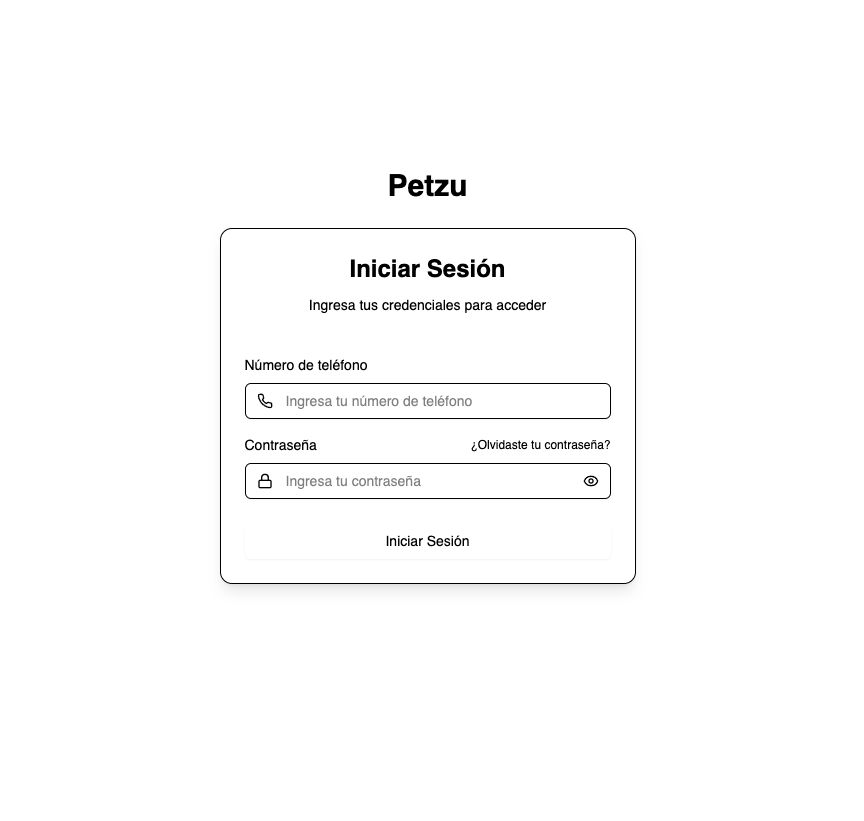 Petzu
Iniciar Sesión
Ingresa tus credenciales para acceder
Número de teléfono
Ingresa tu número de teléfono
Contraseña ¿Olvidaste tu contraseña?
Ingresa tu contraseña
Iniciar Sesión